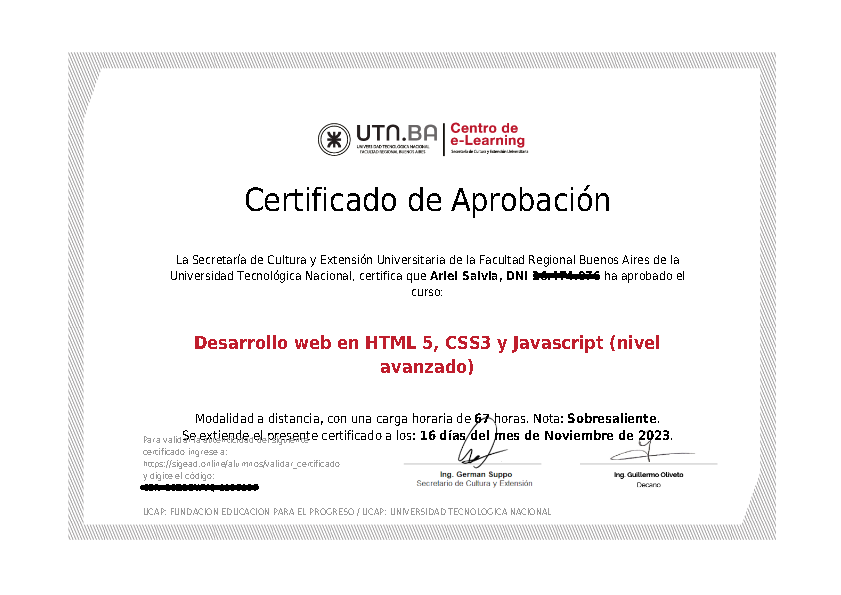 UTN.BA
UNIVERSIDAD TECNOLÓGICA NACIONAL
FACULTAD REGIONAL BUENOS AIRES
Centro de
e-Learning
Secretaría de Cultura y Extensión Universitaria
Certificado de Aprobación
La Secretaría de Cultura y Extensión Universitaria de la Facultad Regional Buenos Aires de la
Universidad Tecnológica Nacional, certifica que Ariel Salvia, DNI ha aprobado el
curso:
Desarrollo web en HTML 5, CSS3 y Javascript (nivel
avanzado)
Modalidad a distancia, con una carga horaria de 67 horas. Nota: Sobresaliente.
Se extiende el presente certificado a los: 16 días del mes de Noviembre de 2023.
Para validar la autenticidad del siguiente
certificado ingrese a:
https://sigead.online/alumnos/validar_certificado
y digite el código:
Ing. German Suppo
Secretario de Cultura y Extensión
Ing. Guillermo Oliveto
Decano
UCAP: FUNDACION EDUCACION PARA EL PROGRESO / UCAP: UNIVERSIDAD TECNOLOGICA NACIONAL